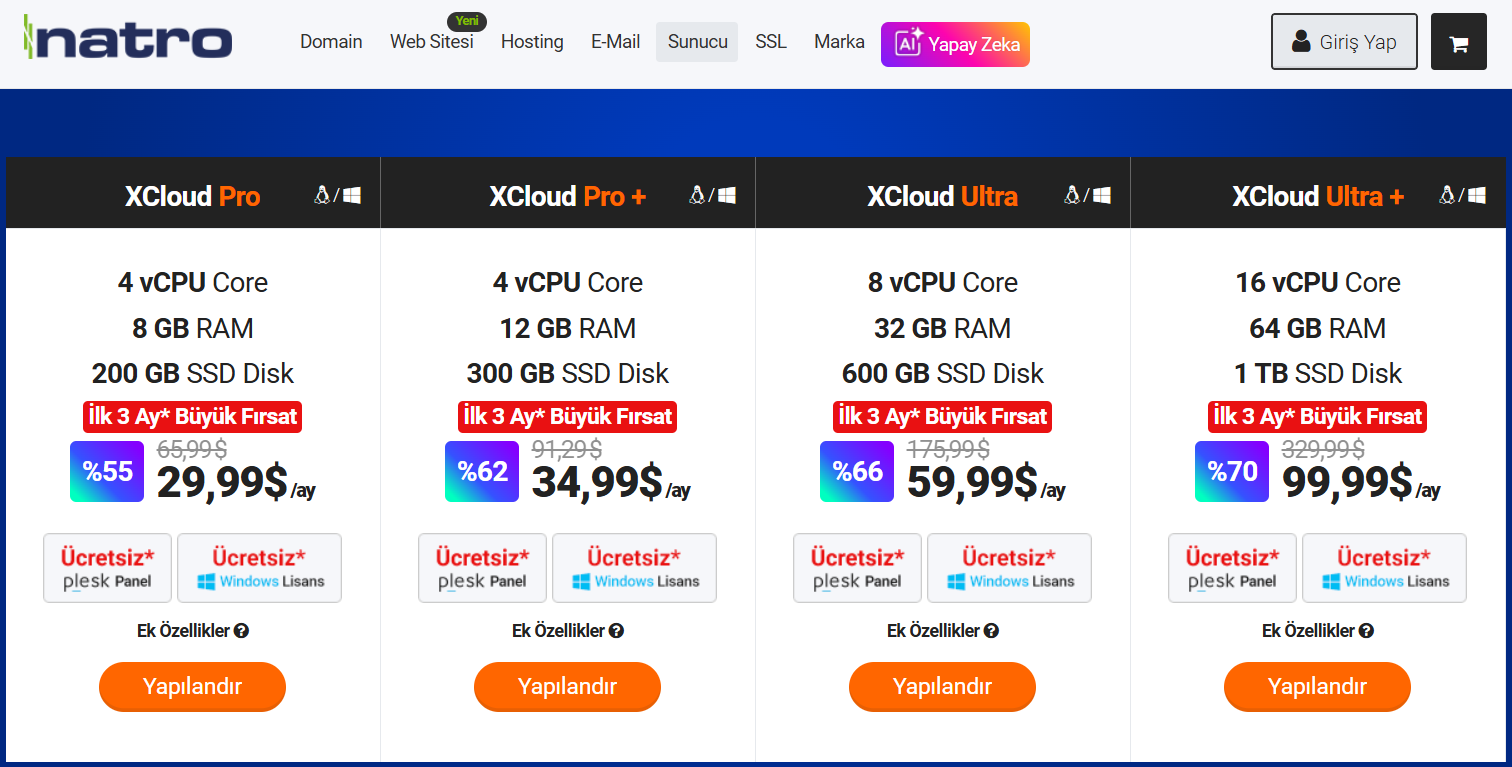 natro
Domain
Web Sitesi
Yeni
Hosting
E-Mail
Sunucu
SSL
Marka
AI Yapay Zeka
Giriş Yap
XCloud Pro
4 vCPU Core
8 GB RAM
200 GB SSD Disk
İlk 3 Ay* Büyük Fırsat
%55
65,99$
29,99$/ay
Ücretsiz*
plesk Panel
Ücretsiz*
Windows Lisans
Ek Özellikler ?
Yapılandır
XCloud Pro +
4 vCPU Core
12 GB RAM
300 GB SSD Disk
İlk 3 Ay* Büyük Fırsat
%62
91,29$
34,99$/ay
Ücretsiz*
plesk Panel
Ücretsiz*
Windows Lisans
Ek Özellikler ?
Yapılandır
XCloud Ultra
8 vCPU Core
32 GB RAM
600 GB SSD Disk
İlk 3 Ay* Büyük Fırsat
%66
175,99$
59,99$/ay
Ücretsiz*
plesk Panel
Ücretsiz*
Windows Lisans
Ek Özellikler ?
Yapılandır
XCloud Ultra +
16 vCPU Core
64 GB RAM
1 TB SSD Disk
İlk 3 Ay* Büyük Fırsat
%70
329,99$
99,99$/ay
Ücretsiz*
plesk Panel
Ücretsiz*
Windows Lisans
Ek Özellikler ?
Yapılandır